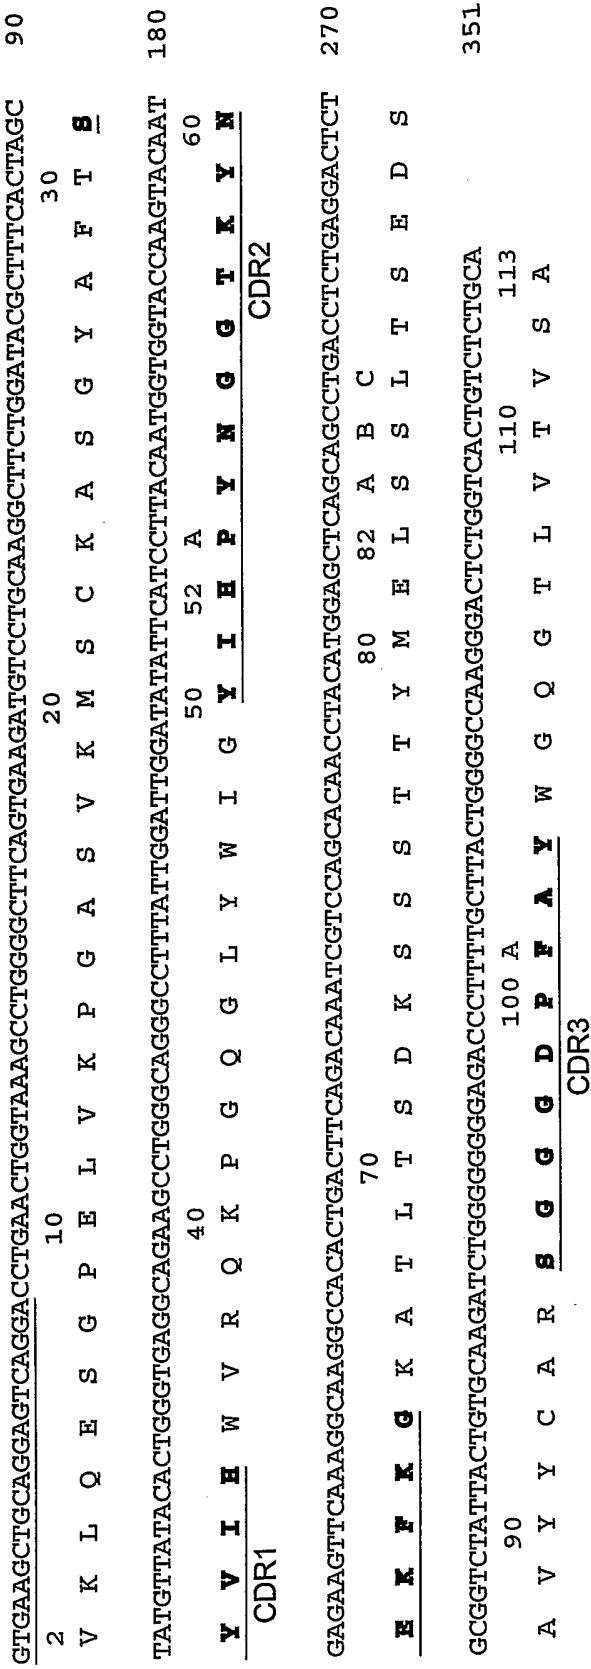 GTGAAGCTGCAGGAGTCAGGACCTGAACTGGTAAAGCCTGGGGCTTCAGTGAAGATGTCCTGCAAGGCTTCTGGATACGCTTTCACTAGC 90
2 10 20 30
V K L Q E S G P E L V K P G A S V K M S C K A S G Y A F T S
TATGTTATACACTGGGTGAGGCAGAAGCCTGGGCAGGGCCTTTATTGGATTGGATATATTCATCCTTACAATGGTGGTACCAAGTACAAT 180
40 50 52 A 60
Y V I H W V R Q K P G Q G L Y W I G Y I H P Y N G G T K Y N
CDR1 CDR2
GAGAAGTTCAAAGGCAAGGCCACACTGACTTCAGACAAATCGTCCAGCACAACCTACATGGAGCTCAGCAGCCTGACCTCTGAGGACTCT 270
70 80 82 A B C
E K F K G K A T L T S D K S S S T T Y M E L S S L T S E D S
GCGGTCTATTACTGTGCAAGATCTGGGGGGGGAGACCCTTTTGCTTACTGGGGCCAAGGGACTCTGGTCACTGTCTCTGCA 351
90 100 A 110 113
A V Y Y C A R S G G G D P F A Y W G Q G T L V T V S A
CDR3